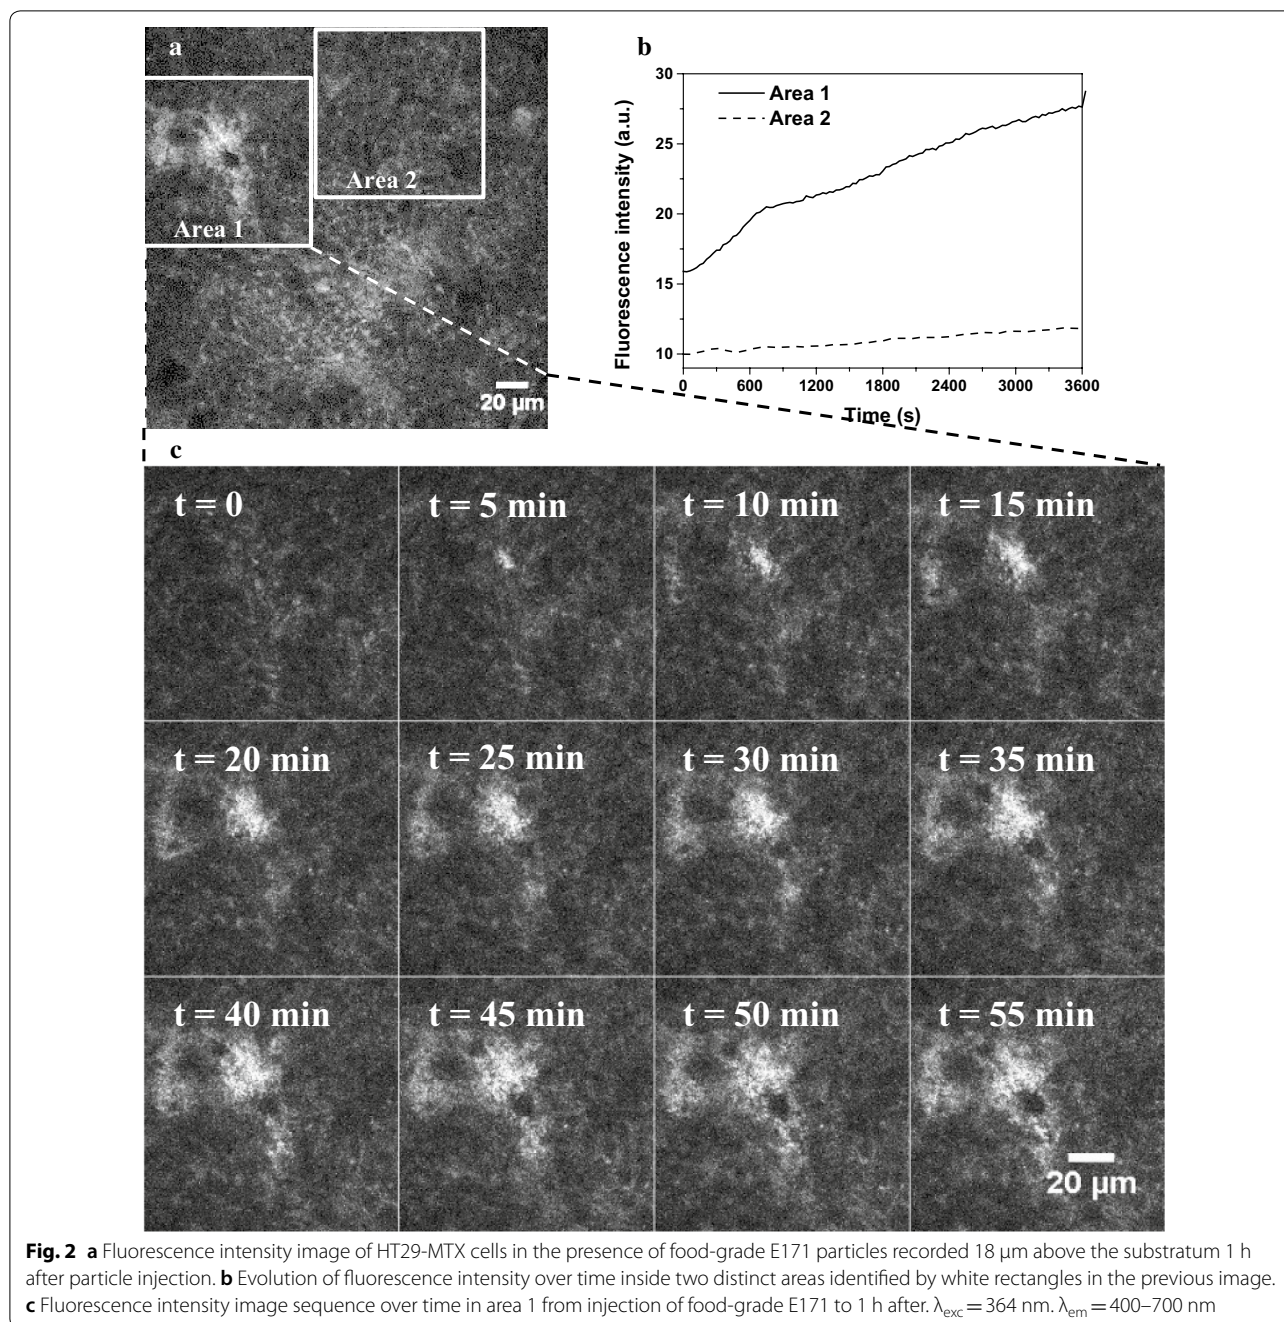 a
Area 1
Area 2
20 µm
b
Fluorescence intensity (a.u.)
30
25
20
15
10
Area 1
Area 2
0 600 1200 1800 2400 3000 3600
Time (s)
c
t = 0
t = 5 min
t = 10 min
t = 15 min
t = 20 min
t = 25 min
t = 30 min
t = 35 min
t = 40 min
t = 45 min
t = 50 min
t = 55 min
20 µm
Fig. 2 a Fluorescence intensity image of HT29-MTX cells in the presence of food-grade E171 particles recorded 18 µm above the substratum 1 h
after particle injection. b Evolution of fluorescence intensity over time inside two distinct areas identified by white rectangles in the previous image.
c Fluorescence intensity image sequence over time in area 1 from injection of food-grade E171 to 1 h after. λexc = 364 nm. λem = 400–700 nm